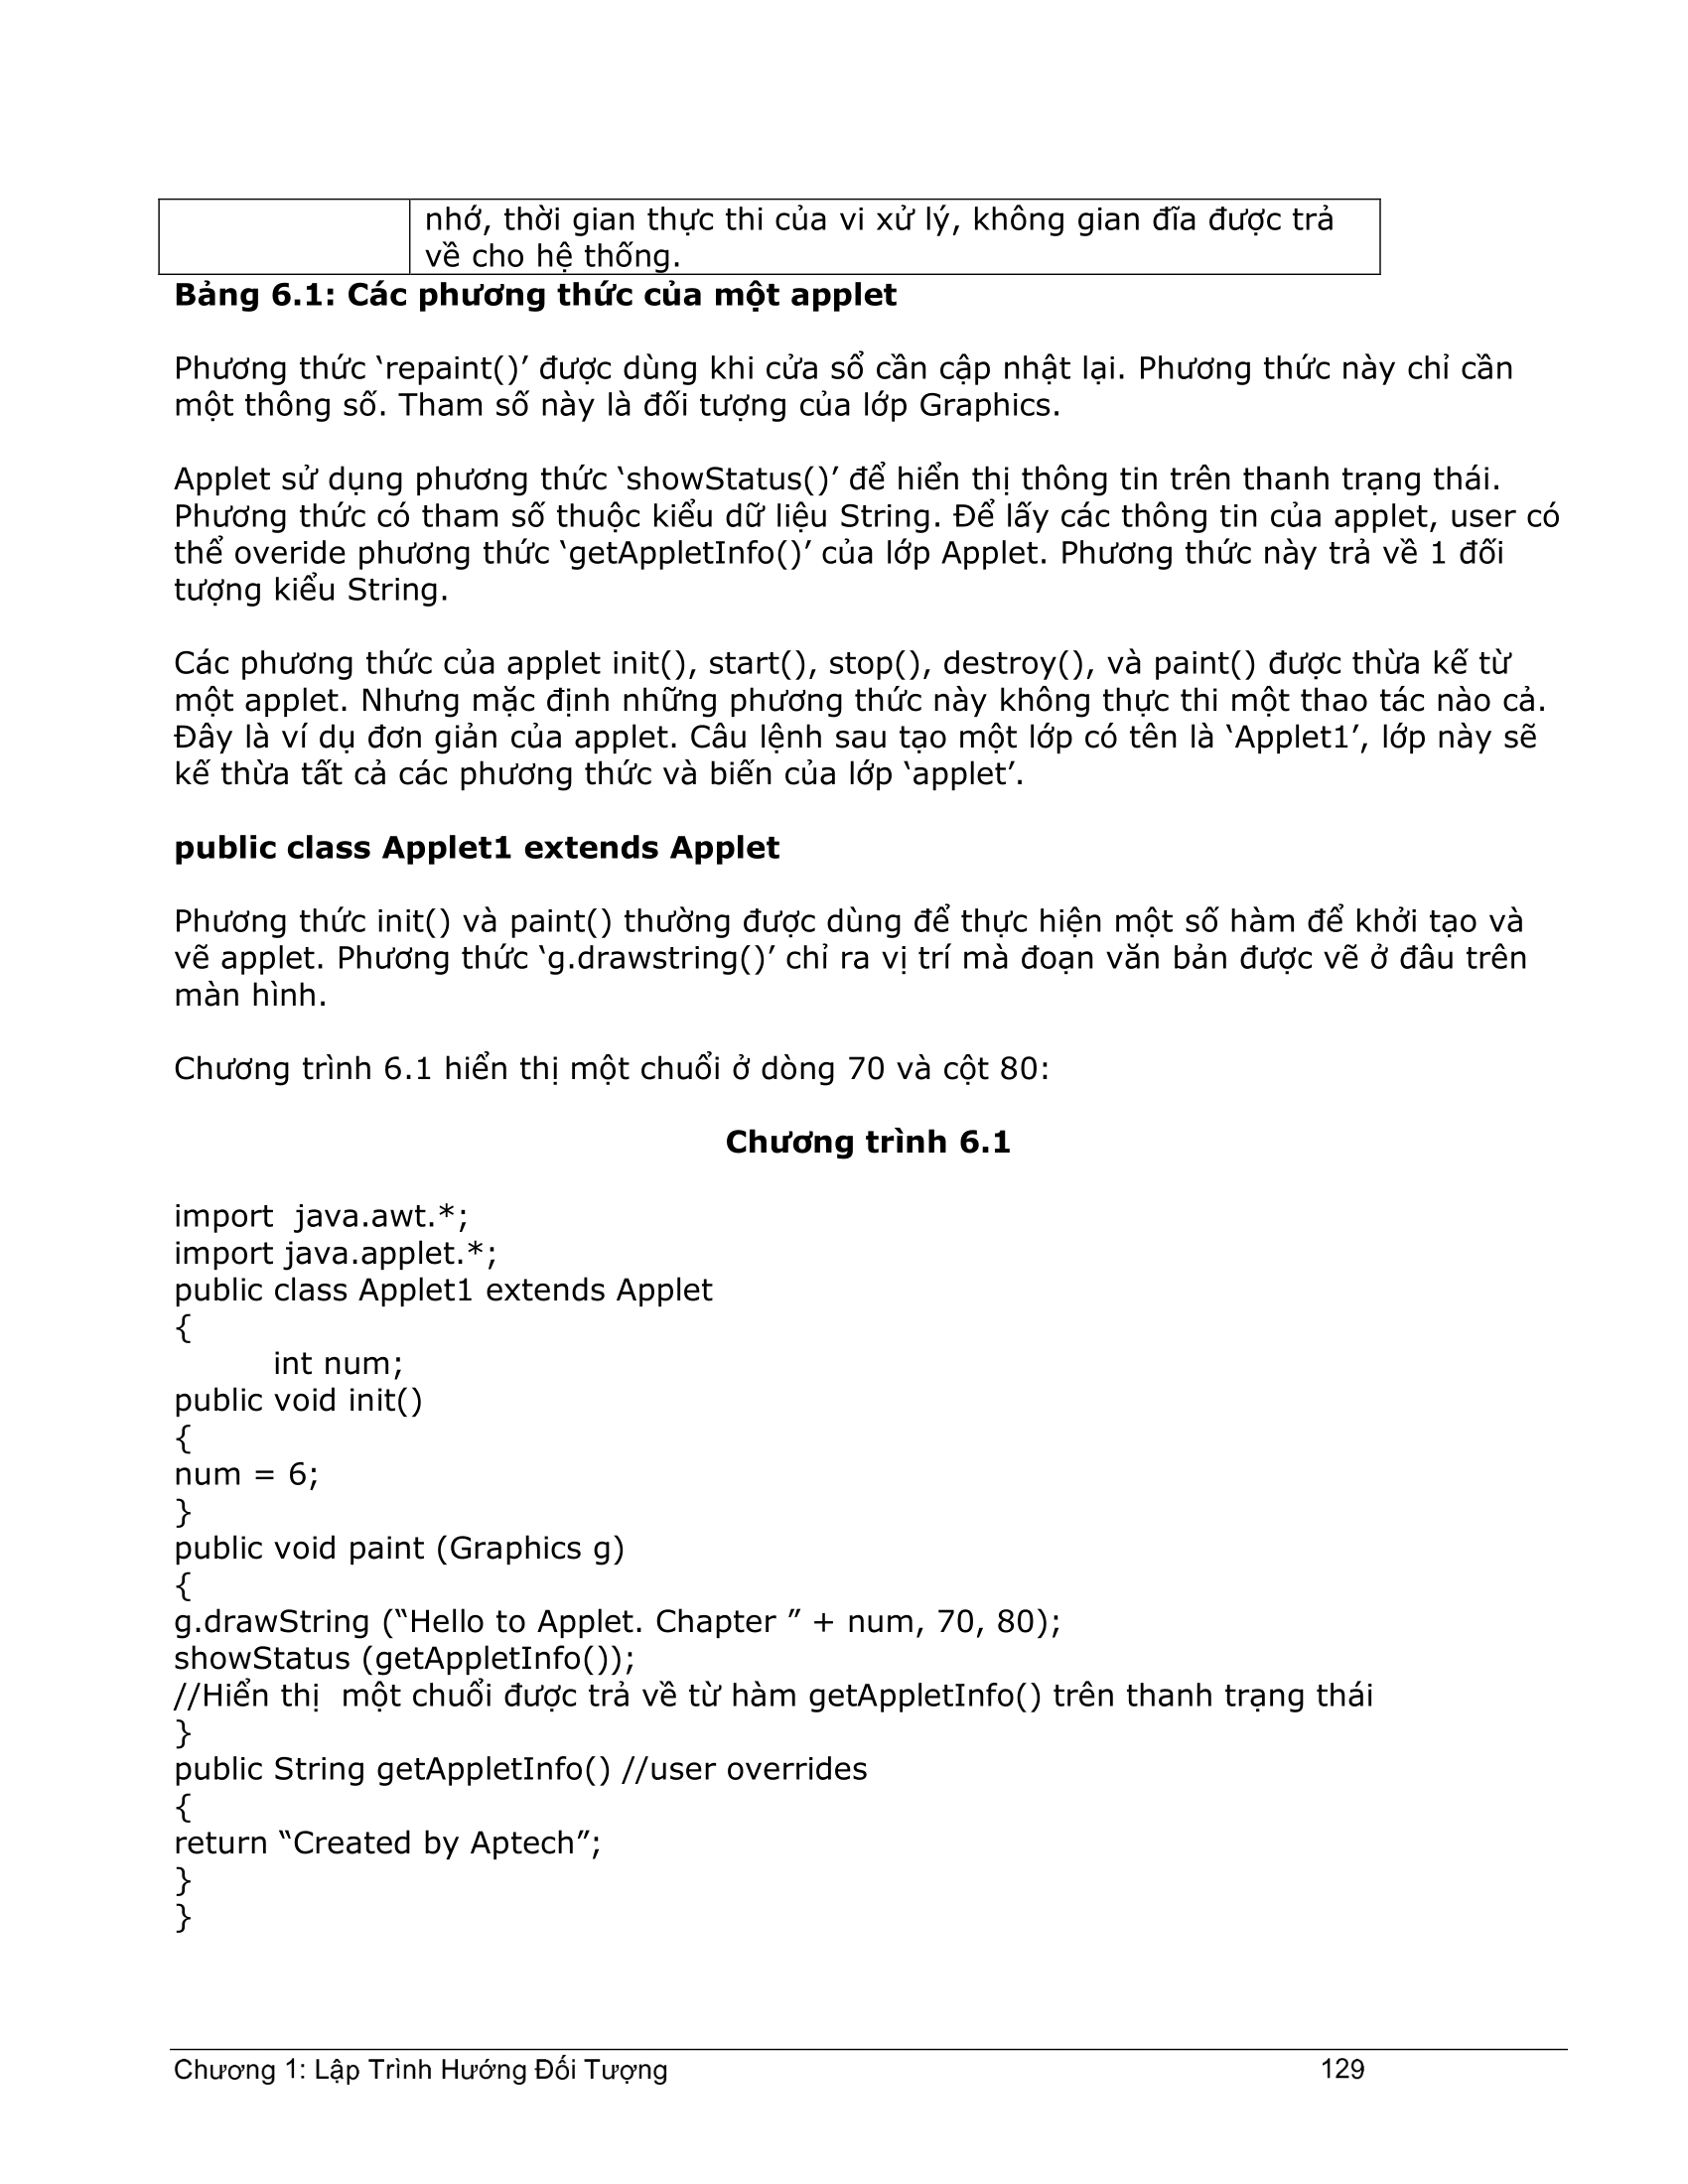 nhớ, thời gian thực thi của vi xử lý, không gian đĩa được trả
về cho hệ thống.
Bảng 6.1: Các phương thức của một applet
Phương thức ‘repaint()’ được dùng khi cửa sổ cần cập nhật lại. Phương thức này chỉ cần
một thông số. Tham số này là đối tượng của lớp Graphics.
Applet sử dụng phương thức ‘showStatus()’ để hiển thị thông tin trên thanh trạng thái.
Phương thức có tham số thuộc kiểu dữ liệu String. Để lấy các thông tin của applet, user có
thể overide phương thức ‘getAppletInfo()’ của lớp Applet. Phương thức này trả về 1 đối
tượng kiểu String.
Các phương thức của applet init(), start(), stop(), destroy(), và paint() được thừa kế từ
một applet. Nhưng mặc định những phương thức này không thực thi một thao tác nào cả.
Đây là ví dụ đơn giản của applet. Câu lệnh sau tạo một lớp có tên là ‘Applet1’, lớp này sẽ
kế thừa tất cả các phương thức và biến của lớp ‘applet’.
public class Applet1 extends Applet
Phương thức init() và paint() thường được dùng để thực hiện một số hàm để khởi tạo và
vẽ applet. Phương thức ‘g.drawstring()’ chỉ ra vị trí mà đoạn văn bản được vẽ ở đâu trên
màn hình.
Chương trình 6.1 hiển thị một chuổi ở dòng 70 và cột 80:
Chương trình 6.1
import  java.awt.*;
import java.applet.*;
public class Applet1 extends Applet
{
int num;
public void init()
{
num = 6;
}
public void paint (Graphics g)
{
g.drawString (“Hello to Applet. Chapter ” + num, 70, 80);
showStatus (getAppletInfo());
//Hiển thị  một chuổi được trả về từ hàm getAppletInfo() trên thanh trạng thái
}
public String getAppletInfo() //user overrides
{
return “Created by Aptech”;
}
}
Chương 1: Lập Trình Hướng Đối Tượng 129